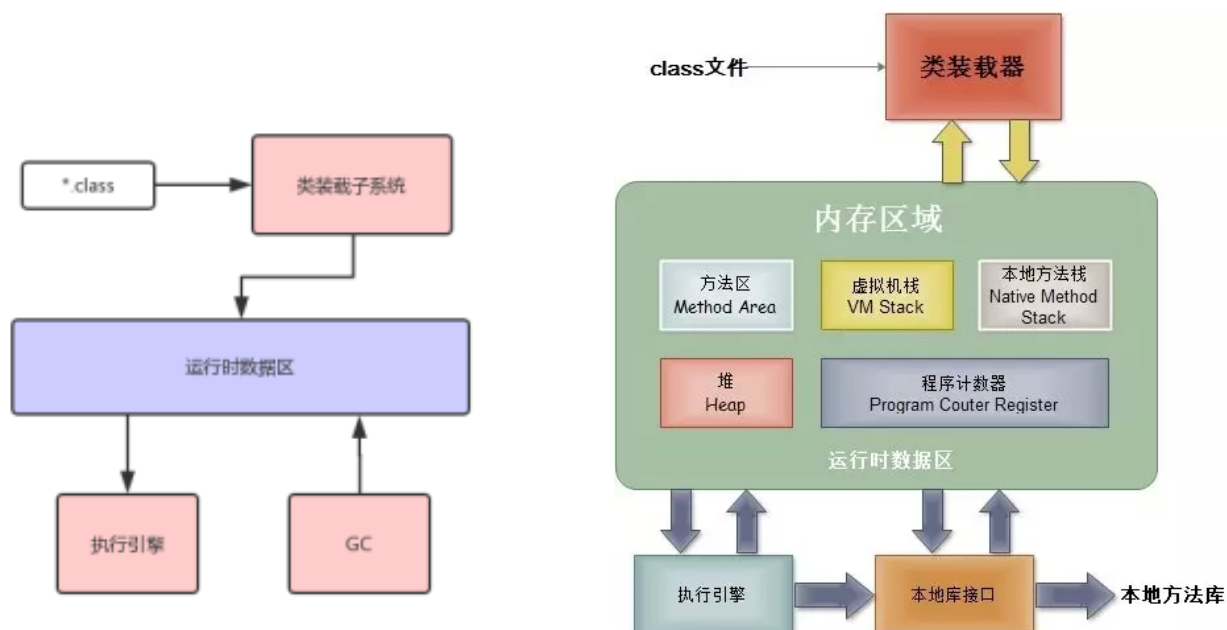 *.class
类装载子系统
运行时数据区
执行引擎
GC
class文件
类装载器
内存区域
方法区
Method Area
虚拟机栈
VM Stack
本地方法栈
Native Method
Stack
堆
Heap
程序计数器
Program Couter Register
运行时数据区
执行引擎
本地库接口
本地方法库